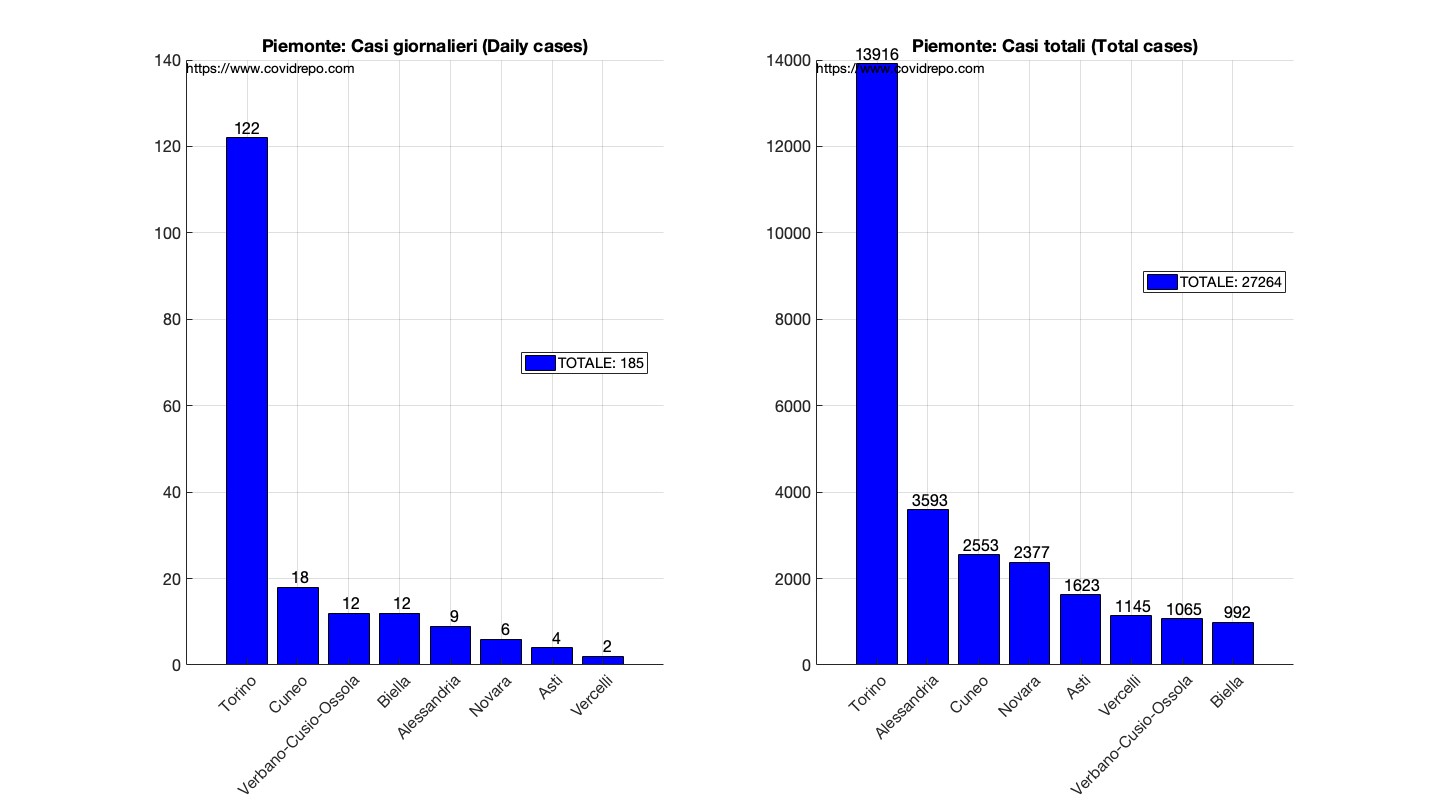 Piemonte: Casi giornalieri (Daily cases)
https://www.covidrepo.com
140
120
100
80
60
40
20
0
122
18
12
12
9
6
4
2
TOTALE: 185
Torino
Cuneo
Verbano-Cusio-Ossola
Biella
Alessandria
Novara
Asti
Vercelli
Piemonte: Casi totali (Total cases)
https://www.covidrepo.com
14000
12000
10000
8000
6000
4000
2000
0
13916
3593
2553
2377
1623
1145
1065
992
TOTALE: 27264
Torino
Alessandria
Cuneo
Novara
Asti
Vercelli
Verbano-Cusio-Ossola
Biella